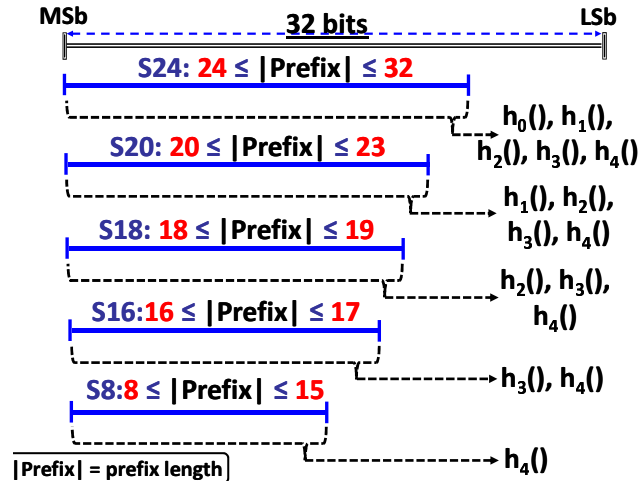 MSb
32 bits
LSb
S24: 24 ≤ |Prefix| ≤ 32
h₀(), h₁(),
h₂(), h₃(), h₄()
S20: 20 ≤ |Prefix| ≤ 23
h₁(), h₂(),
h₃(), h₄()
S18: 18 ≤ |Prefix| ≤ 19
h₂(), h₃(),
h₄()
S16:16 ≤ |Prefix| ≤ 17
h₃(), h₄()
S8:8 ≤ |Prefix| ≤ 15
h₄()
|Prefix| = prefix length